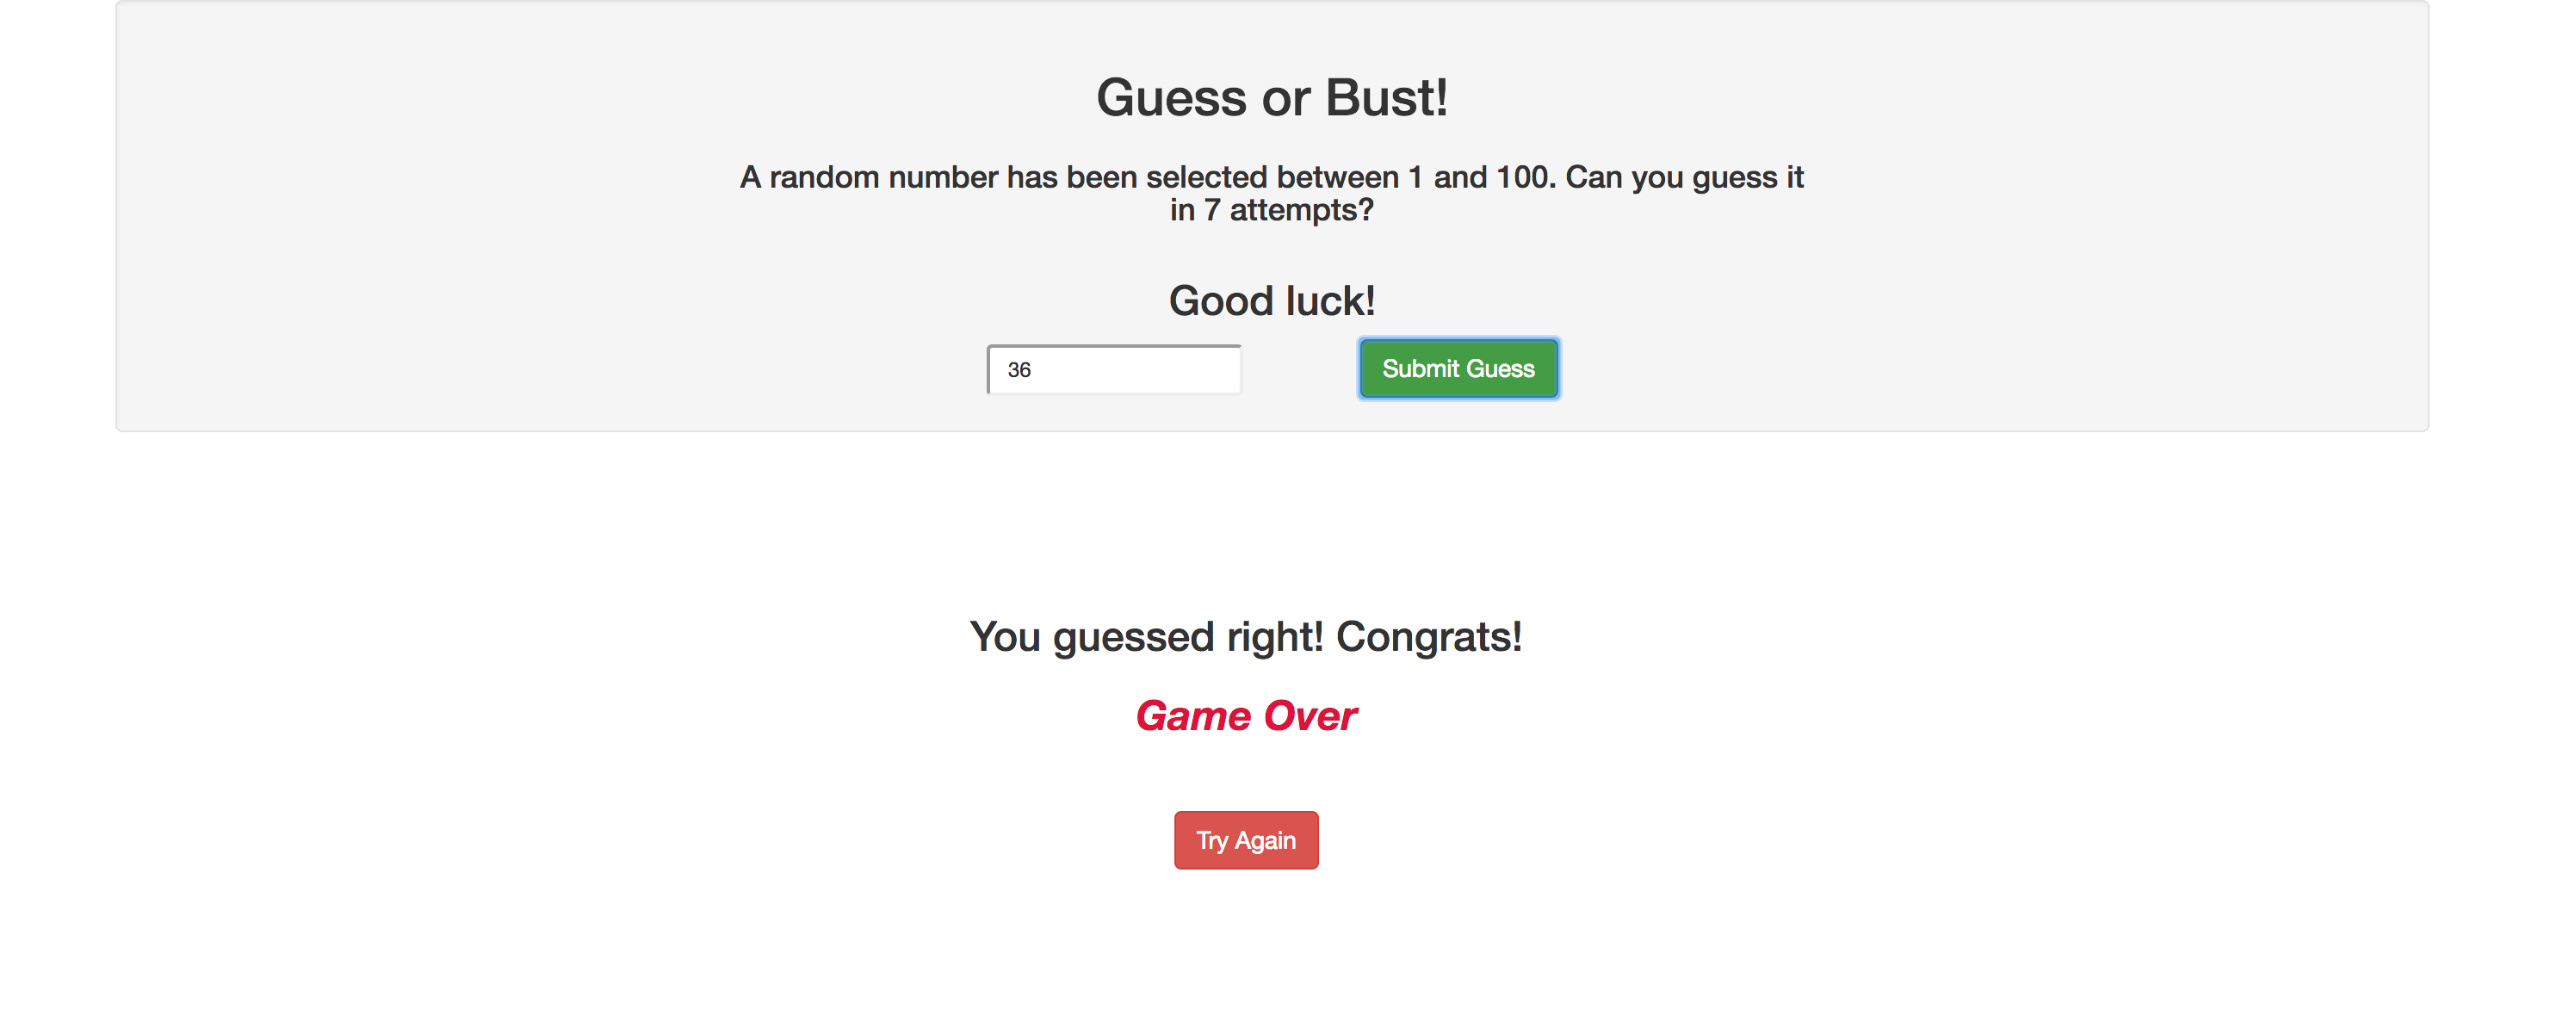 Guess or Bust!
A random number has been selected between 1 and 100. Can you guess it
in 7 attempts?
Good luck!
36
Submit Guess
You guessed right! Congrats!
Game Over
Try Again